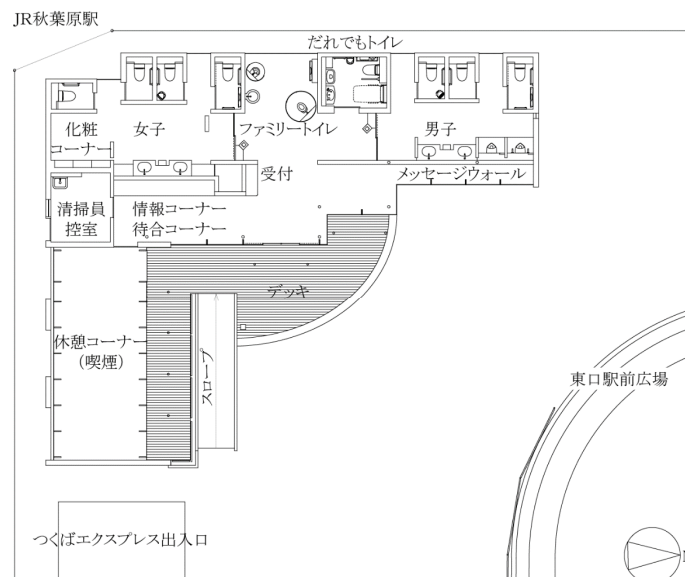 JR秋葉原駅
だれでもトイレ
化粧
コーナー
女子
ファミリートイレ
男子
受付
メッセージウォール
清掃員
控室
情報コーナー
待合コーナー
デッキ
休憩コーナー
（喫煙）
スロープ
東口駅前広場
つくばエクスプレス出入口